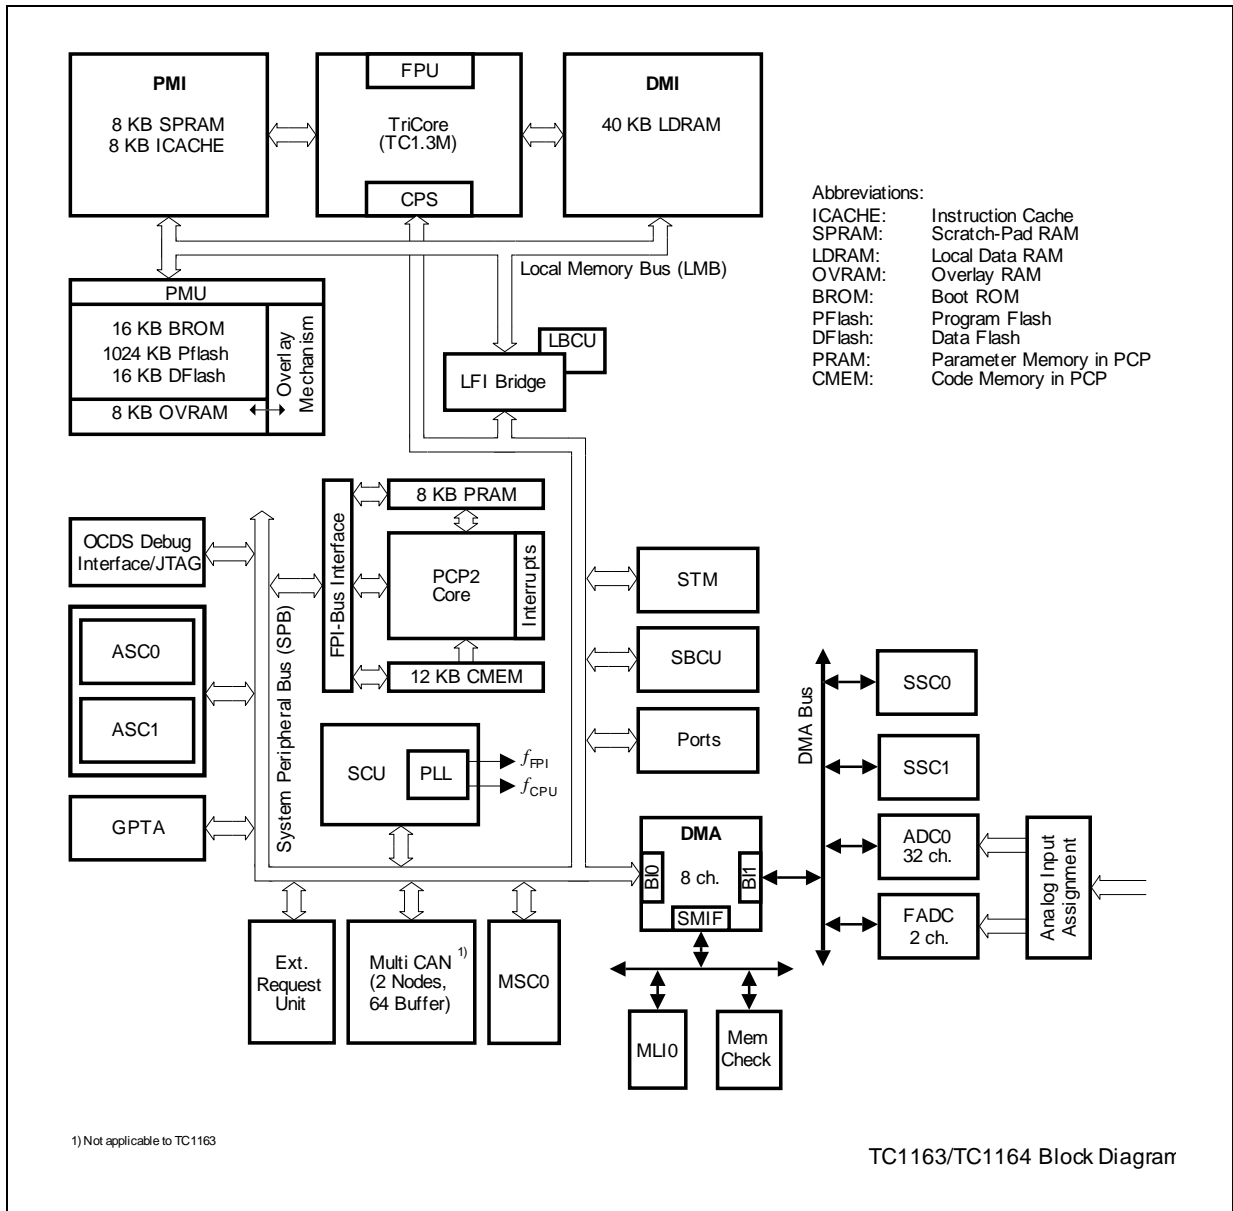 PMI
8 KB SPRAM
8 KB ICACHE
FPU
TriCore
(TC1.3M)
CPS
DMI
40 KB LDRAM
Abbreviations:
ICACHE: Instruction Cache
SPRAM: Scratch-Pad RAM
LDRAM: Local Data RAM
OVRAM: Overlay RAM
BROM: Boot ROM
PFlash: Program Flash
DFlash: Data Flash
PRAM: Parameter Memory in PCP
CMEM: Code Memory in PCP
Local Memory Bus (LMB)
PMU
16 KB BROM
1024 KB Pflash
16 KB DFlash
8 KB OVRAM
Overlay
Mechanism
LBCU
LFI Bridge
OCDS Debug
Interface/JTAG
ASC0
ASC1
GPTA
System Peripheral Bus (SPB)
FPI-Bus Interface
8 KB PRAM
PCP2
Core
Interrupts
12 KB CMEM
SCU
PLL
fFPI
fCPU
STM
SBCU
Ports
DMA Bus
SSC0
SSC1
ADC0
32 ch.
FADC
2 ch.
Analog Input
Assignment
DMA
BI0
8 ch.
BI1
SMIF
Ext.
Request
Unit
Multi CAN 1)
(2 Nodes,
64 Buffer)
MSC0
MLI0
Mem
Check
1) Not applicable to TC1163
TC1163/TC1164 Block Diagram